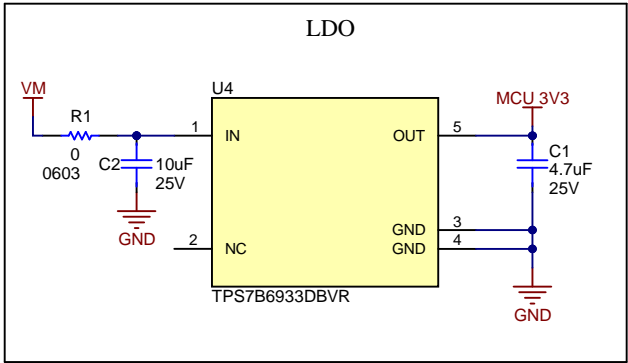 LDO
VM
R1
0
0603
C2
10uF
25V
GND
U4
1
IN
2
NC
OUT
5
GND
3
GND
4
TPS7B6933DBVR
MCU 3V3
C1
4.7uF
25V
GND